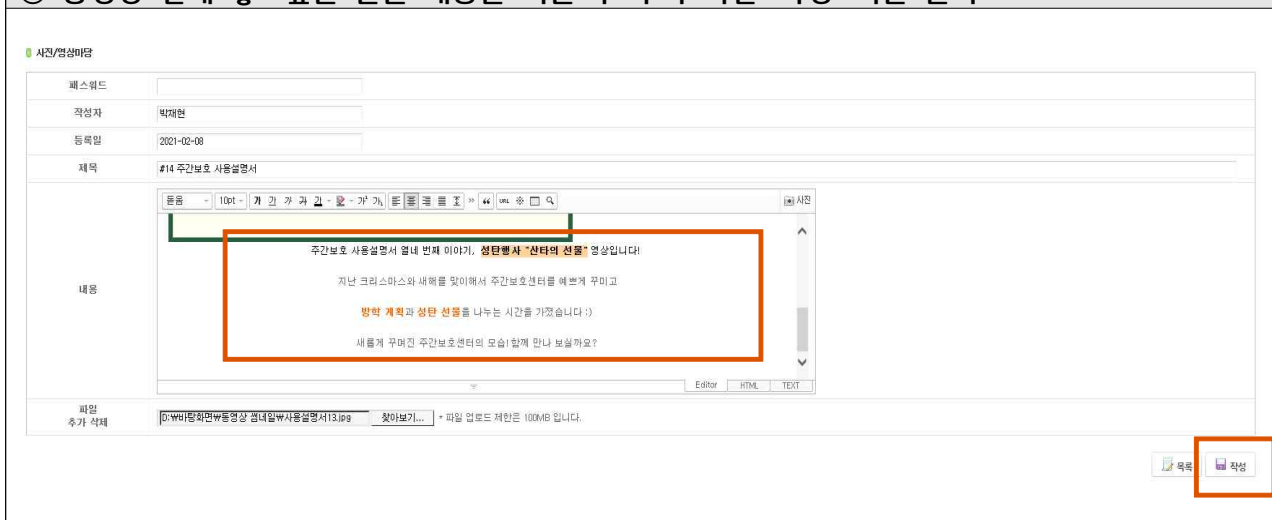 사진/영상마당
패스워드
작성자 박재현
등록일 2021-02-08
제목 #14 주간보호 사용설명서
돋움 10pt 가 가 가 가 가 가 가 URL 사진
내용
주간보호 사용설명서 열네 번째 이야기, 성탄행사 "산타의 선물" 영상입니다!
지난 크리스마스와 새해를 맞이해서 주간보호센터를 예쁘게 꾸미고
방학 계획과 성탄 선물을 나누는 시간을 가졌습니다 :)
새롭게 꾸며진 주간보호센터의 모습! 함께 만나 보실까요?
Editor HTML TEXT
파일
추가 삭제
D:₩바탕화면₩동영상 썸네일₩사용설명서13.jpg 찾아보기... * 파일 업로드 제한은 100MB 입니다.
목록 작성